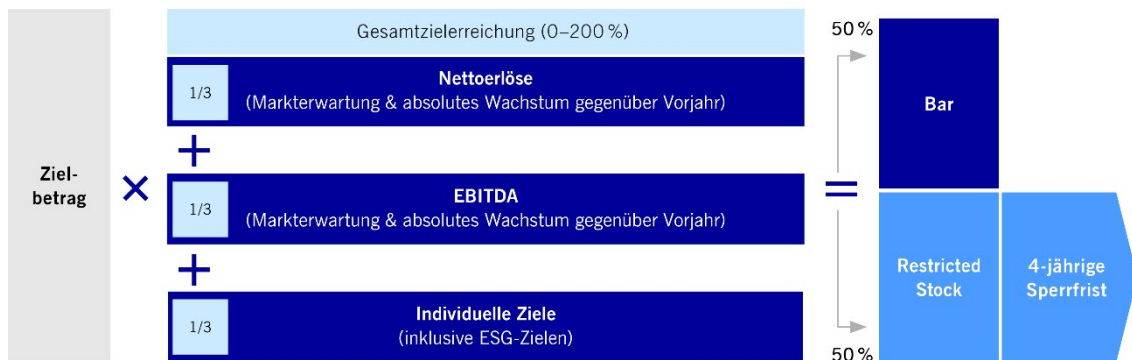 Gesamtzielerreichung (0–200 %)
1/3
Nettoerlöse
(Markterwartung & absolutes Wachstum gegenüber Vorjahr)
+
Ziel-
betrag
×
1/3
EBITDA
(Markterwartung & absolutes Wachstum gegenüber Vorjahr)
+
1/3
Individuelle Ziele
(inklusive ESG-Zielen)
=
50 %
Bar
Restricted
Stock
4-jährige
Sperrfrist
50 %